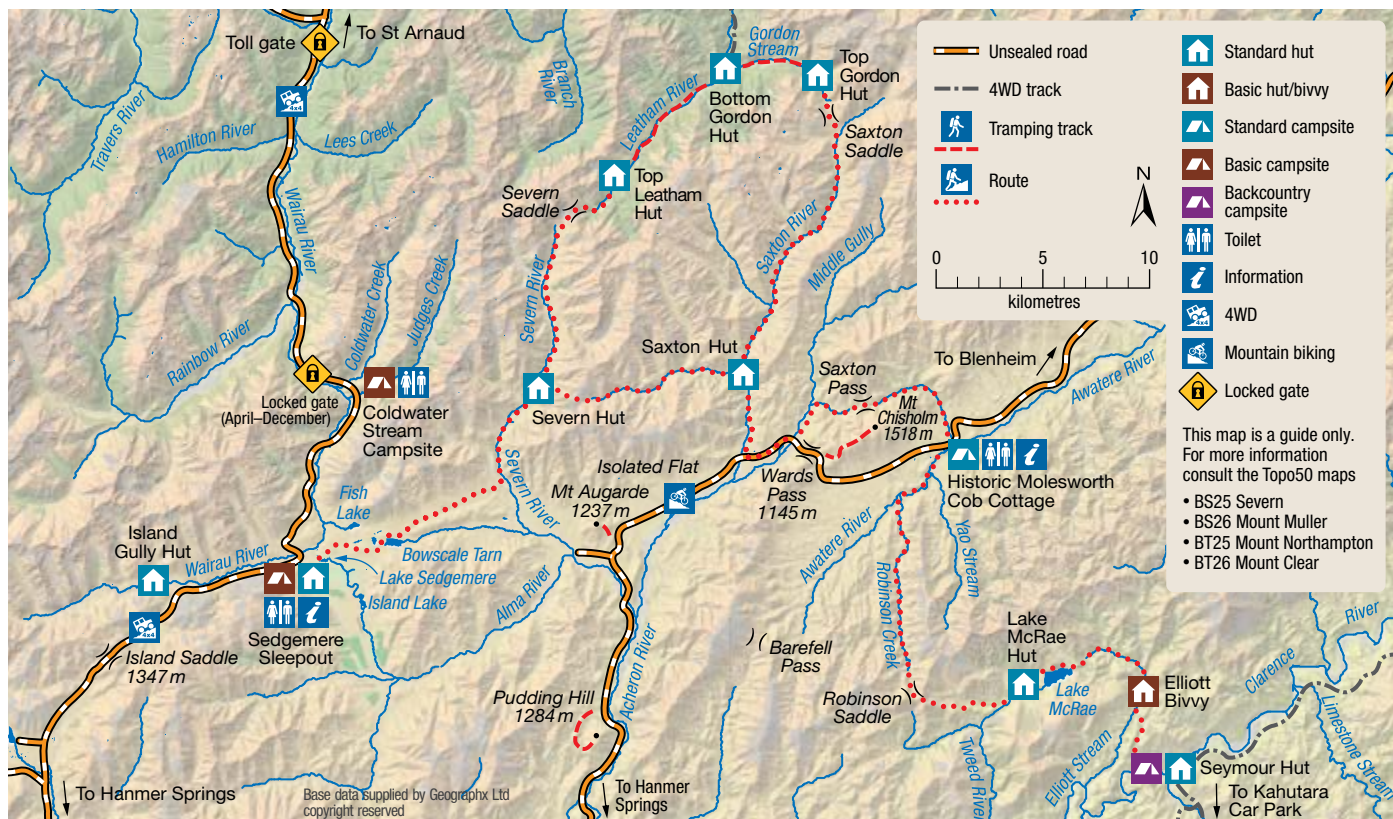 Toll gate
To St Arnaud
Travers River
Hamilton River
Lees Creek
Branch
River
Wairau River
Rainbow River
Coldwater Creek
Judges Creek
Locked gate
(April–December)
Coldwater
Stream
Campsite
Gordon
Stream
Leatham River
Bottom
Gordon
Hut
Top
Gordon
Hut
Saxton
Saddle
Top
Leatham
Hut
Severn
Saddle
Severn River
Saxton River
Middle Gully
Saxton Hut
Severn Hut
Severn River
Saxton
Pass
Mt
Chisholm
1518 m
To Blenheim
Awatere River
Historic Molesworth
Cob Cottage
Wards
Pass
1145 m
Isolated Flat
Mt Augarde
1237 m
Fish
Lake
Island
Gully Hut
Wairau River
Bowscale Tarn
Lake Sedgemere
Island Lake
Alma River
Sedgemere
Sleepout
Island Saddle
1347 m
Awatere River
Yao Stream
Robinson Creek
Barefell
Pass
Acheron River
Pudding Hill
1284 m
Robinson
Saddle
Lake
McRae
Hut
Lake
McRae
Elliott
Bivvy
Clarence
River
Limestone Stream
Tweed River
Elliott Stream
Seymour Hut
To Kahutara
Car Park
To Hanmer Springs
To Hanmer
Springs
Base data supplied by Geographx Ltd
copyright reserved
Unsealed road
4WD track
Tramping track
Route
N
0 5 10
kilometres
Standard hut
Basic hut/bivvy
Standard campsite
Basic campsite
Backcountry
campsite
Toilet
Information
4WD
Mountain biking
Locked gate
This map is a guide only.
For more information
consult the Topo50 maps
• BS25 Severn
• BS26 Mount Muller
• BT25 Mount Northampton
• BT26 Mount Clear